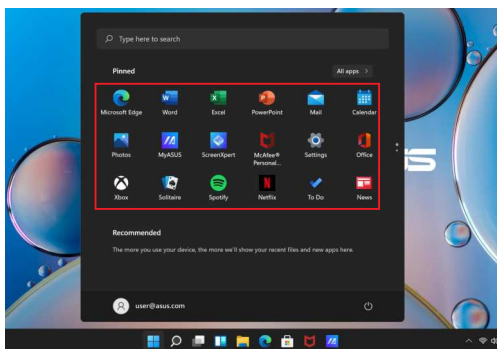 Type here to search
Pinned
All apps >
Microsoft Edge
Word
Excel
PowerPoint
Mail
Calendar
Photos
MyASUS
ScreenXpert
McAfee®
Personal...
Settings
Office
Xbox
Solitaire
Spotify
Netflix
To Do
News
Recommended
The more you use your device, the more we'll show your recent files and new apps here.
user@asus.com